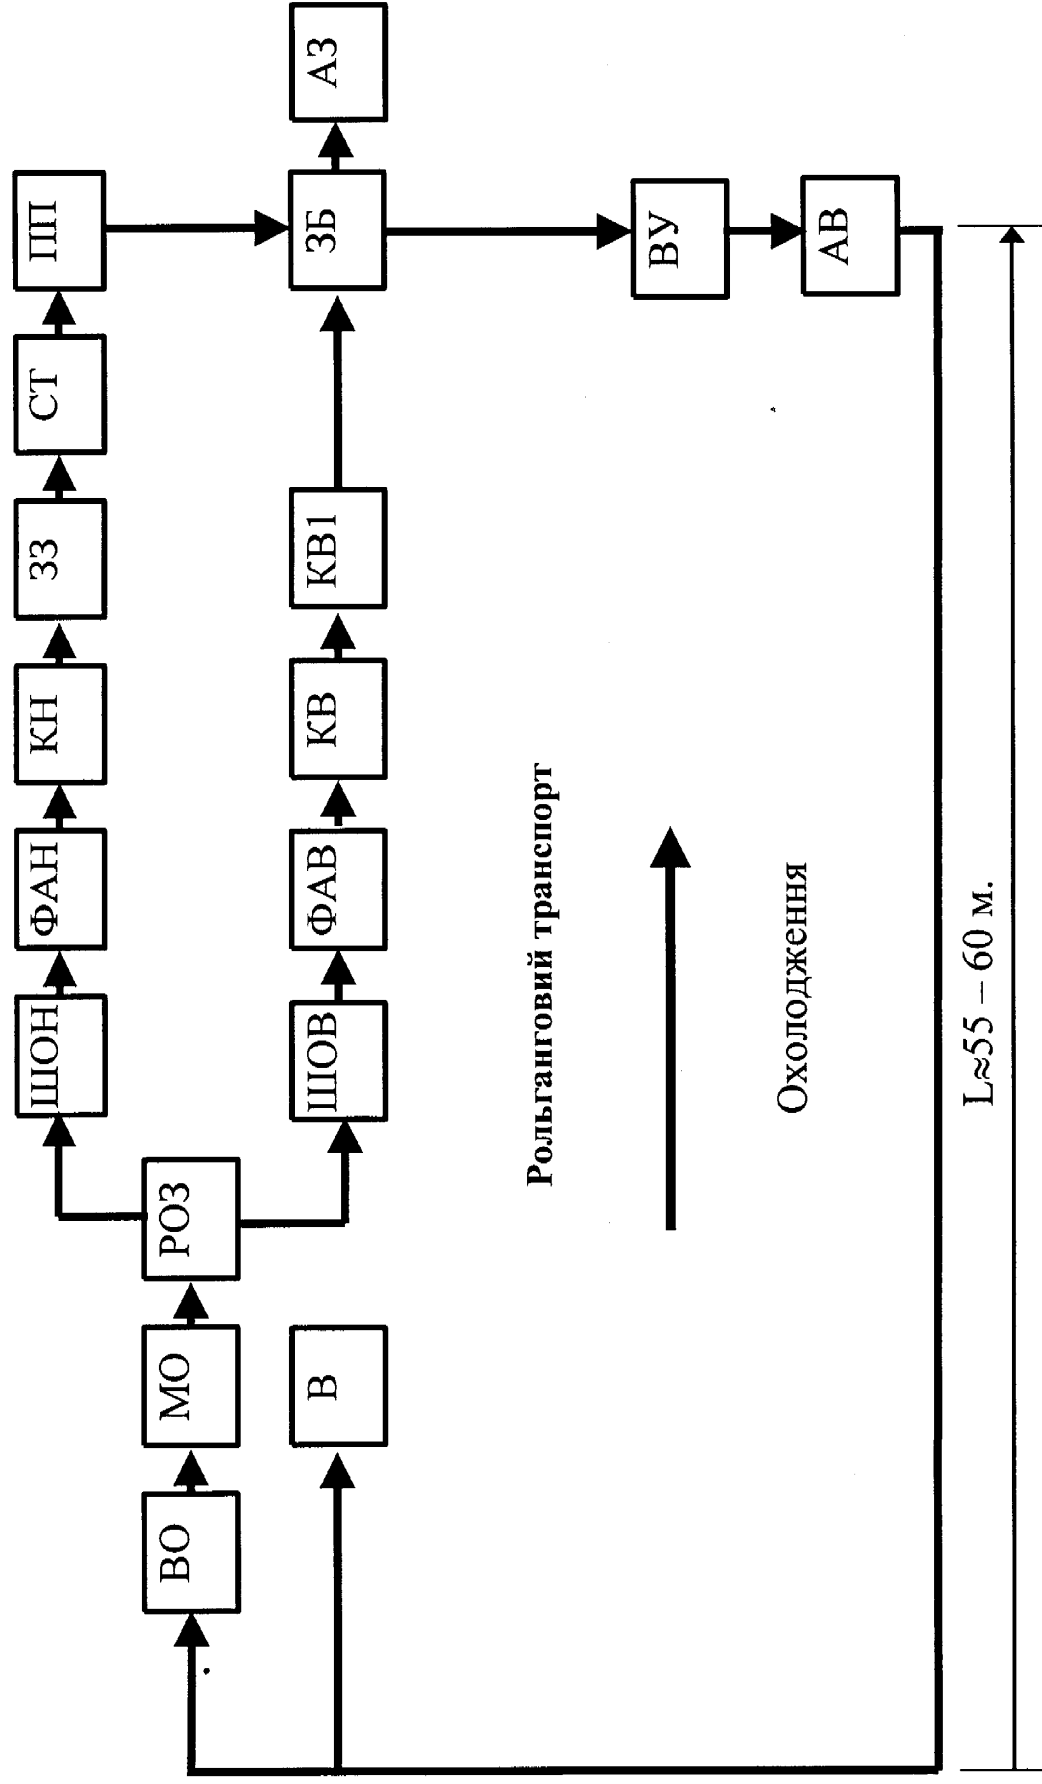 ШОН
ФАН
КН
ЗЗ
СТ
ПП
ВО
МО
РОЗ
В
ШОВ
ФАВ
КВ
КВ1
ЗБ
АЗ
Рольганговий транспорт
ВУ
Охолодження
АВ
L≈55 – 60 м.